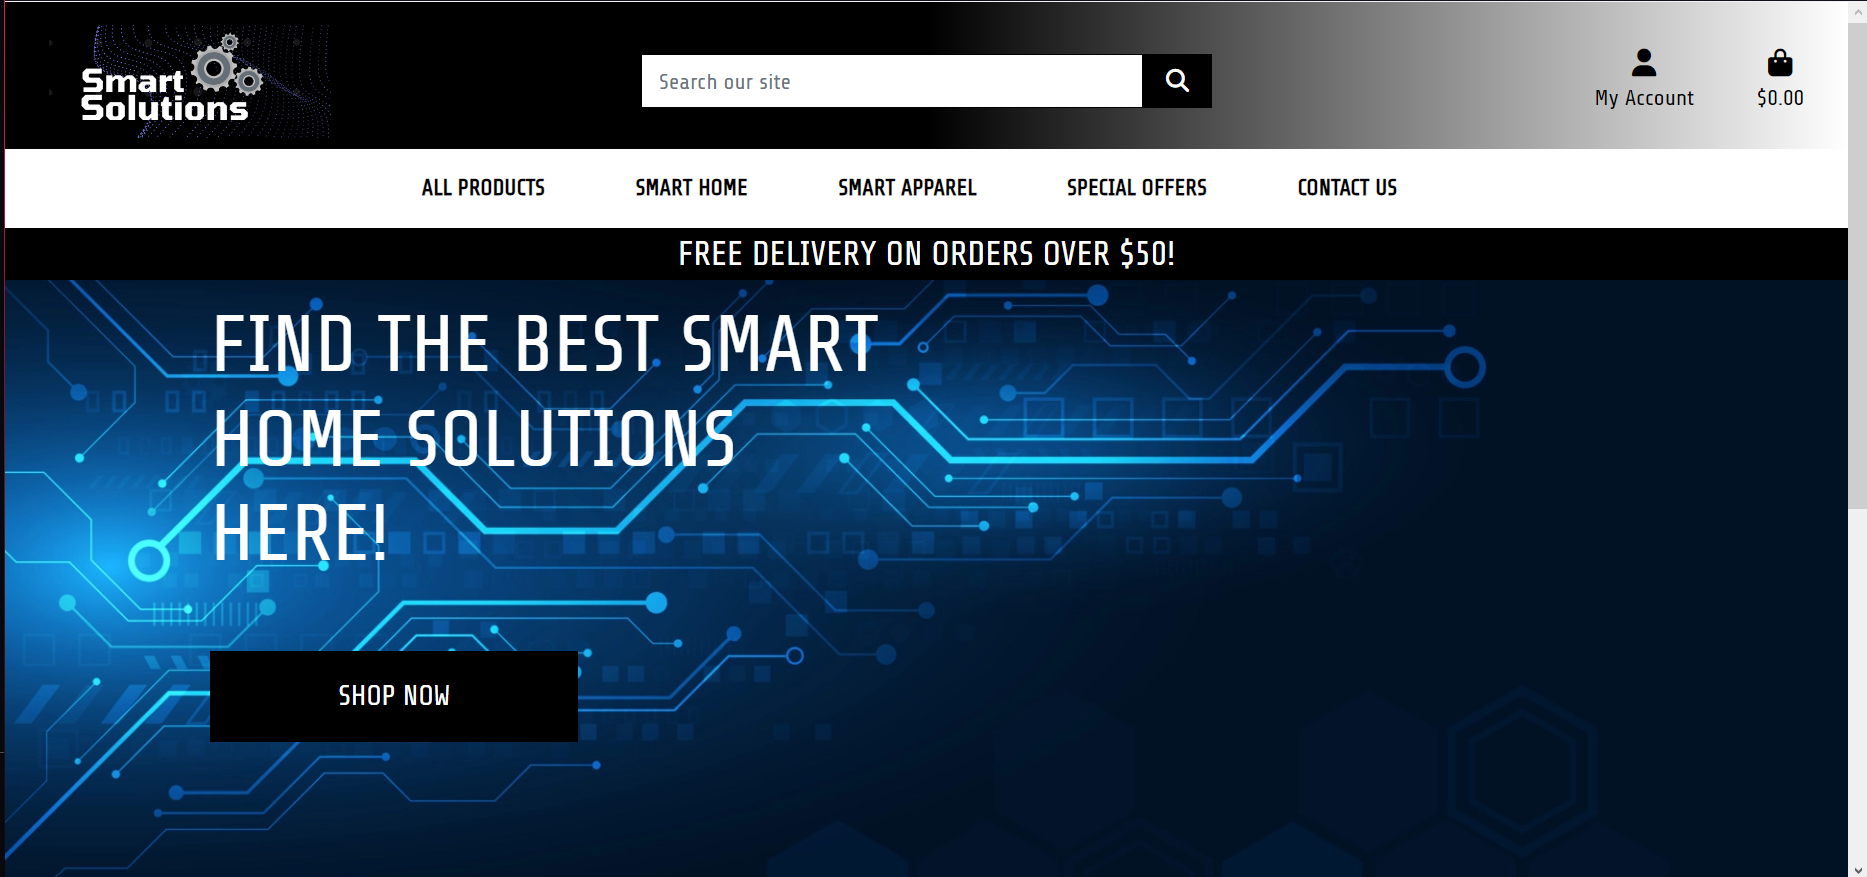 Smart
Solutions
Search our site
My Account
$0.00
ALL PRODUCTS
SMART HOME
SMART APPAREL
SPECIAL OFFERS
CONTACT US
FREE DELIVERY ON ORDERS OVER $50!
FIND THE BEST SMART
HOME SOLUTIONS
HERE!
SHOP NOW